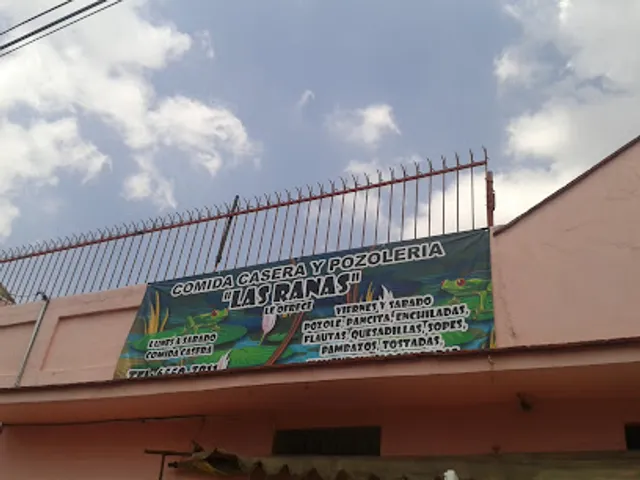 COMIDA CASERA Y POZOLERIA
"LAS RANAS"
LE OFRECE
LUNES A SABADO
COMIDA CASERA
VIERNES Y SABADO
POZOLE, PANCITA, ENCHILADAS,
FLAUTAS, QUESADILLAS, SOPES,
PAMBAZOS, TOSTADAS,